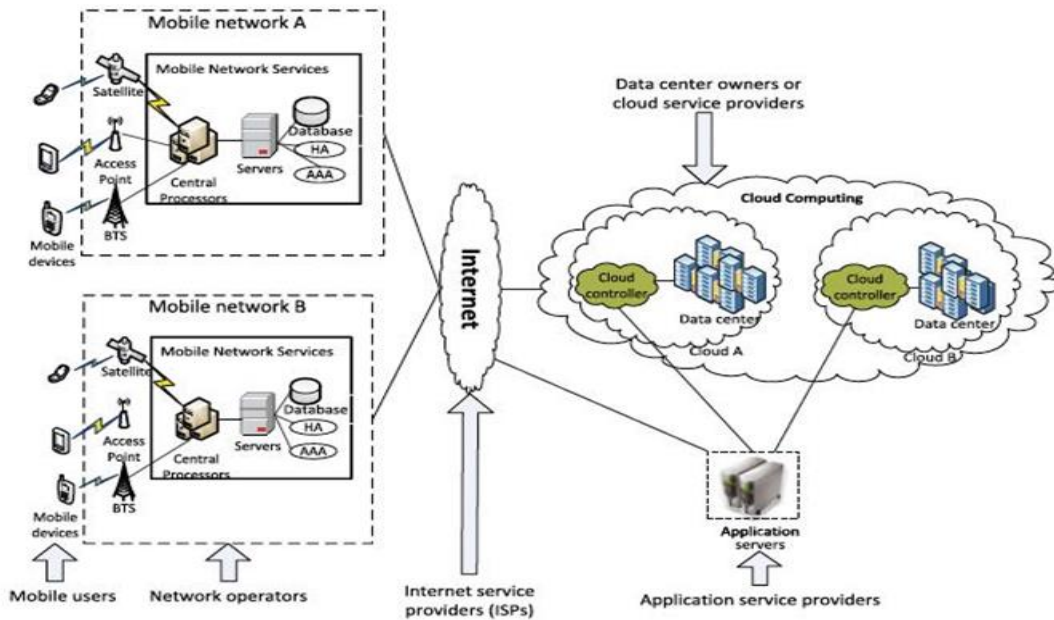 Mobile network A
Mobile Network Services
Satellite
Database
HA
AAA
Access
Point
Servers
Central
Processors
BTS
Mobile
devices
Mobile network B
Mobile Network Services
Satellite
Database
HA
AAA
Access
Point
Servers
Central
Processors
BTS
Mobile
devices
Mobile users
Network operators
Internet
Internet service
providers (ISPs)
Data center owners or
cloud service providers
Cloud Computing
Cloud
controller
Data center
Cloud A
Cloud
controller
Data center
Cloud B
Application
servers
Application service providers